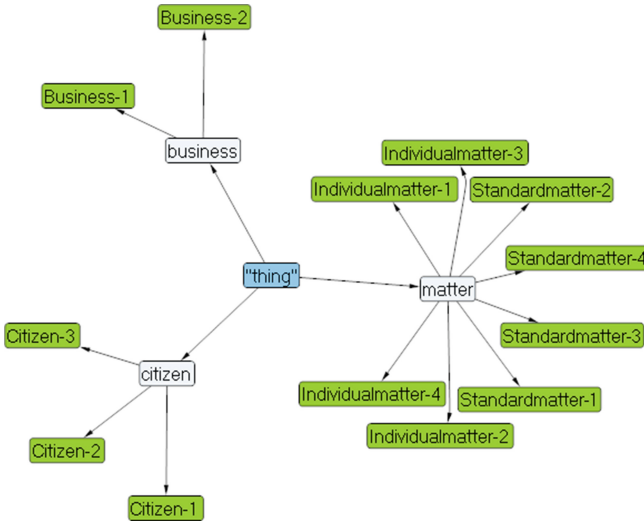 Business-2
Business-1
business
Individualmatter-3
Individualmatter-1
Standardmatter-2
Standardmatter-4
"thing"
matter
Citizen-3
Standardmatter-3
citizen
Individualmatter-4
Standardmatter-1
Individualmatter-2
Citizen-2
Citizen-1